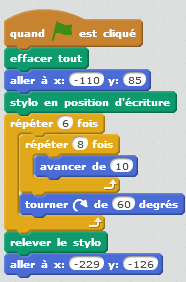 quand est cliqué
effacer tout
aller à x: -110 y: 85
stylo en position d'écriture
répéter 6 fois
répéter 8 fois
avancer de 10
tourner de 60 degrés
relever le stylo
aller à x: -229 y: -126